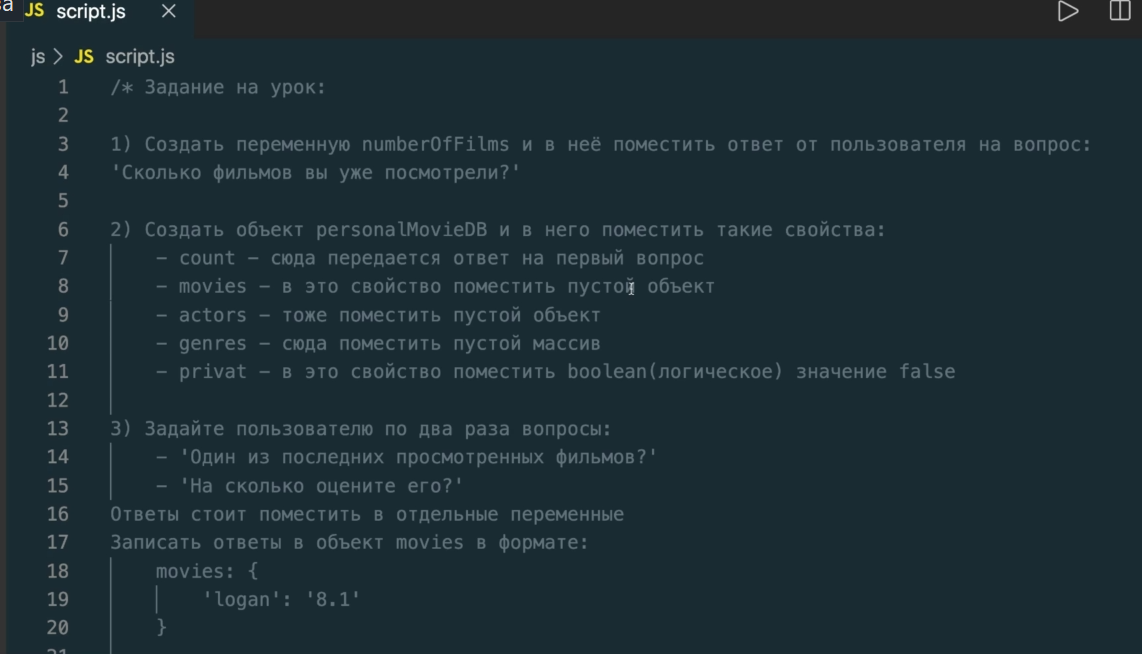 JS script.js
js > JS script.js
1 /* Задание на урок:
2
3 1) Создать переменную numberOfFilms и в неё поместить ответ от пользователя на вопрос:
4 'Сколько фильмов вы уже посмотрели?'
5
6 2) Создать объект personalMovieDB и в него поместить такие свойства:
7 - count - сюда передается ответ на первый вопрос
8 - movies - в это свойство поместить пустой объект
9 - actors - тоже поместить пустой объект
10 - genres - сюда поместить пустой массив
11 - privat - в это свойство поместить boolean(логическое) значение false
12
13 3) Задайте пользователю по два раза вопросы:
14 - 'Один из последних просмотренных фильмов?'
15 - 'На сколько оцените его?'
16 Ответы стоит поместить в отдельные переменные
17 Записать ответы в объект movies в формате:
18 movies: {
19 'logan': '8.1'
20 }